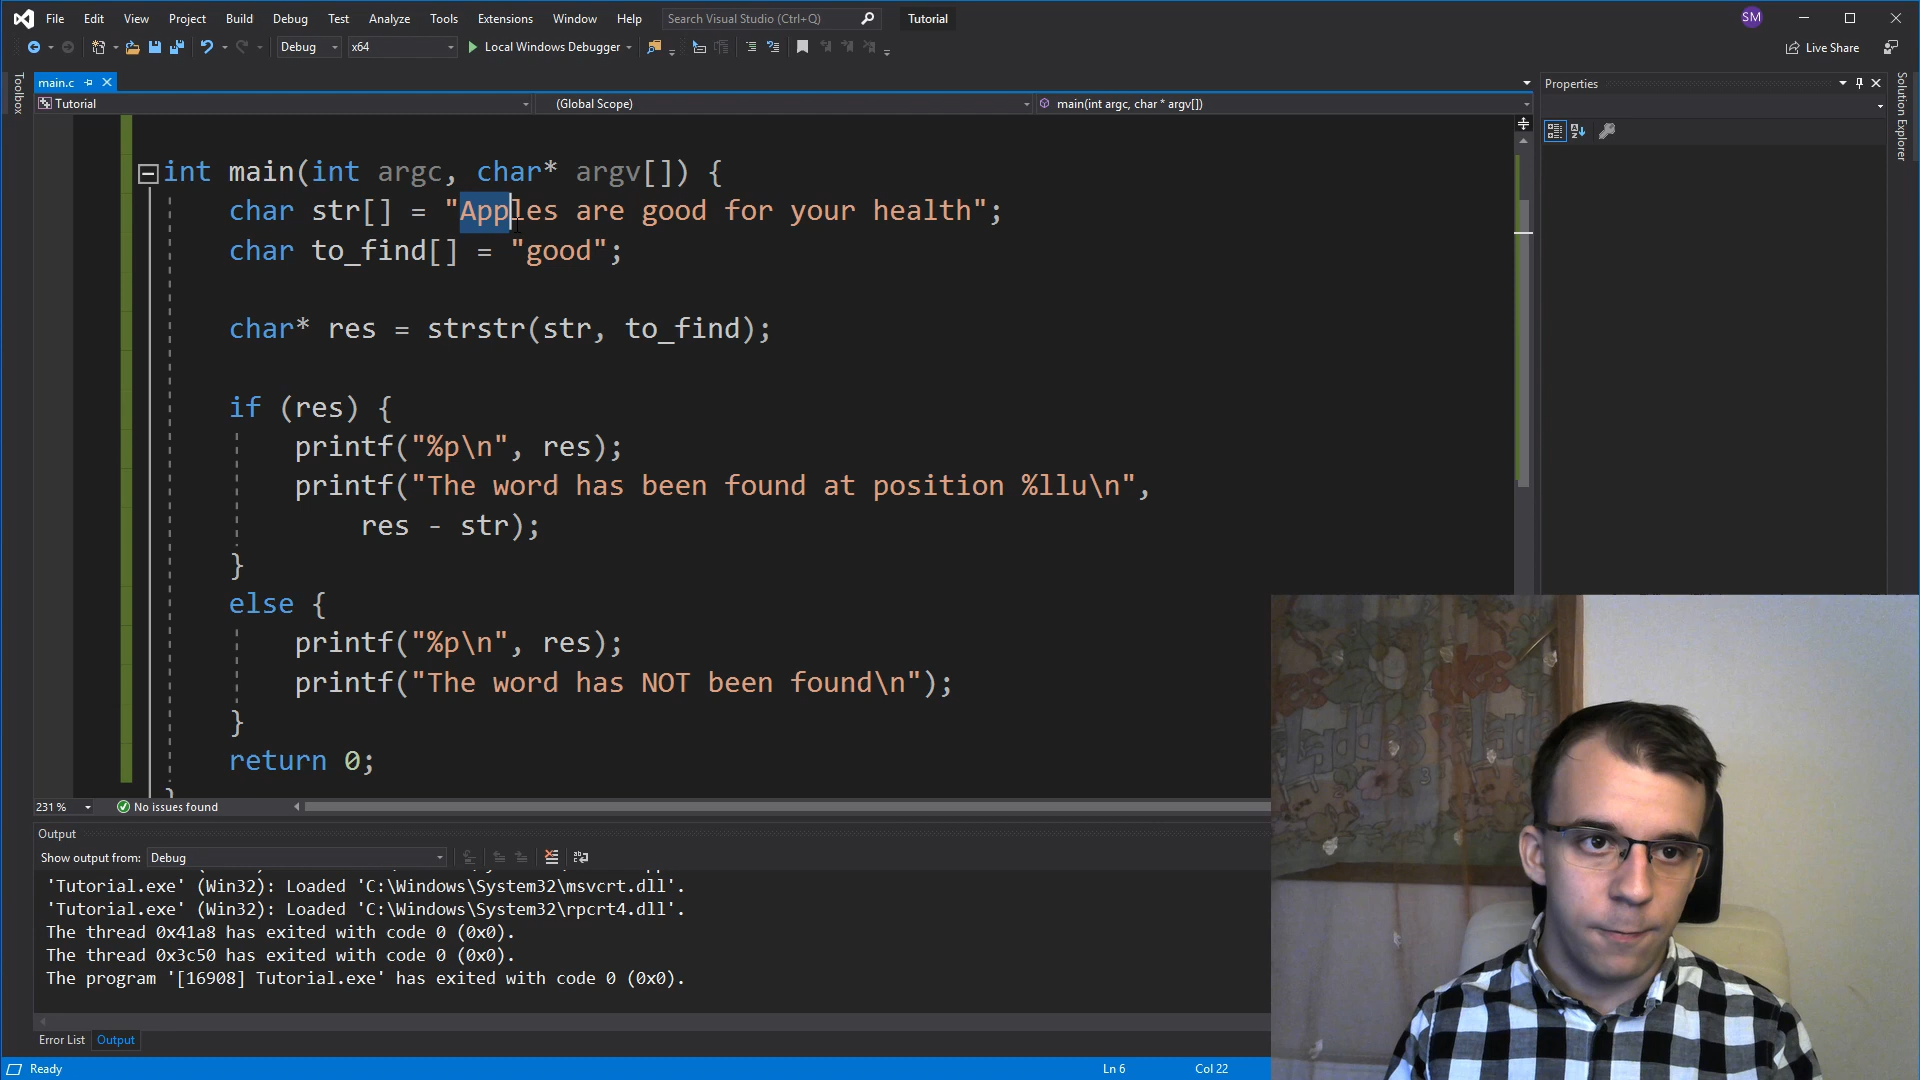 File Edit View Project Build Debug Test Analyze Tools Extensions Window Help Search Visual Studio (Ctrl+Q) Tutorial SM
Debug x64 Local Windows Debugger Live Share
Toolbox
main.c
Properties
Solution Explorer
Tutorial (Global Scope) main(int argc, char * argv[])
int main(int argc, char* argv[]) {
char str[] = "Apples are good for your health";
char to_find[] = "good";
char* res = strstr(str, to_find);
if (res) {
printf("%p\n", res);
printf("The word has been found at position %llu\n",
res - str);
}
else {
printf("%p\n", res);
printf("The word has NOT been found\n");
}
return 0;
}
231 % No issues found
Output
Show output from: Debug
'Tutorial.exe' (Win32): Loaded 'C:\Windows\System32\msvcrt.dll'.
'Tutorial.exe' (Win32): Loaded 'C:\Windows\System32\rpcrt4.dll'.
The thread 0x41a8 has exited with code 0 (0x0).
The thread 0x3c50 has exited with code 0 (0x0).
The program '[16908] Tutorial.exe' has exited with code 0 (0x0).
Error List Output
Ready Ln 6 Col 22